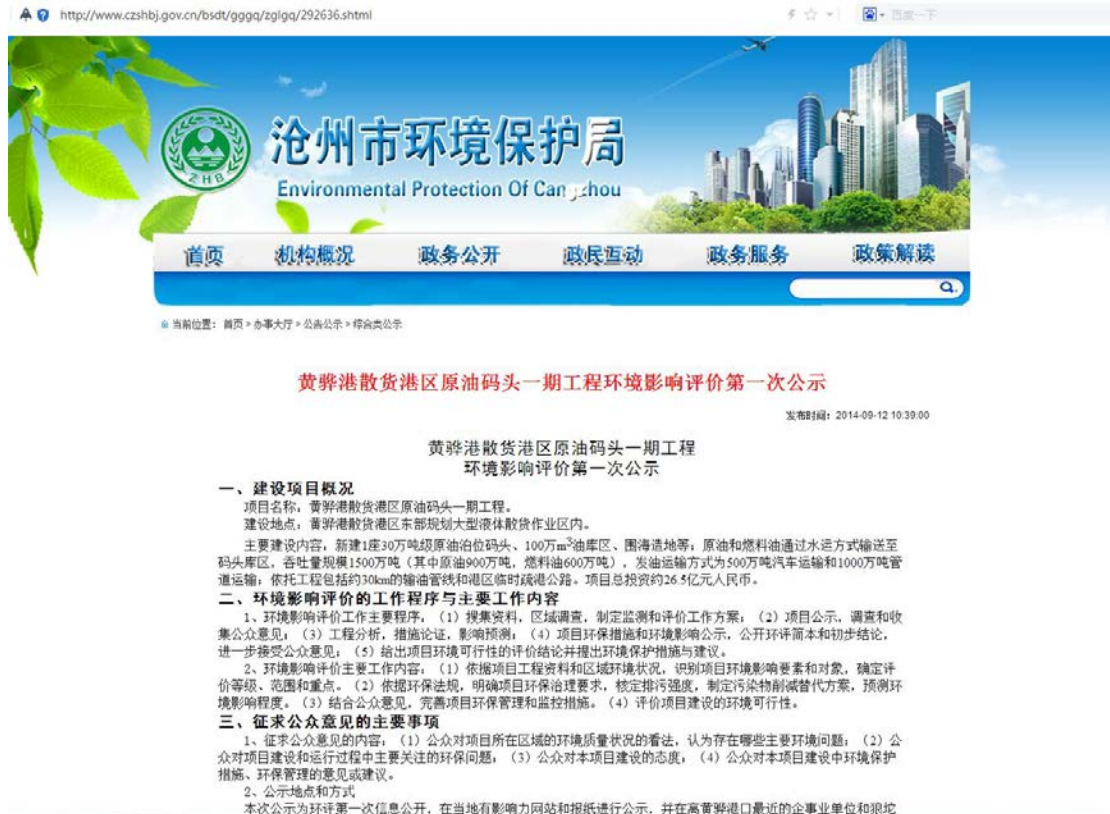 http://www.czshbj.gov.cn/bsdt/gggq/zglgq/292636.shtml
百度一下
ZHB
沧州市环境保护局
Environmental Protection Of Cangzhou
首页 机构概况 政务公开 政民互动 政务服务 政策解读
当前位置： 首页 > 办事大厅 > 公告公示 > 综合类公示
黄骅港散货港区原油码头一期工程环境影响评价第一次公示
发布时间：2014-09-12 10:39:00
黄骅港散货港区原油码头一期工程
环境影响评价第一次公示
一、建设项目概况
项目名称：黄骅港散货港区原油码头一期工程。
建设地点：黄骅港散货港区东部规划大型液体散货作业区内。
主要建设内容：新建1座30万吨级原油泊位码头、100万m³油库区、围海造地等；原油和燃料油通过水运方式输送至
码头库区，吞吐量规模1500万吨（其中原油900万吨，燃料油600万吨），发油运输方式为500万吨汽车运输和1000万吨管
道运输；依托工程包括约30km的输油管线和港区临时疏港公路。项目总投资约26.5亿元人民币。
二、环境影响评价的工作程序与主要工作内容
1、环境影响评价工作主要程序：（1）搜集资料，区域调查，制定监测和评价工作方案；（2）项目公示，调查和收
集公众意见；（3）工程分析，措施论证，影响预测；（4）项目环保措施和环境影响公示，公开环评简本和初步结论，
进一步接受公众意见；（5）给出项目环境可行性的评价结论并提出环境保护措施与建议。
2、环境影响评价主要工作内容：（1）依据项目工程资料和区域环境状况，识别项目环境影响要素和对象，确定评
价等级、范围和重点。（2）依据环保法规，明确项目环保治理要求，核定排污强度，制定污染物削减替代方案，预测环
境影响程度。（3）结合公众意见，完善项目环保管理和监控措施。（4）评价项目建设的环境可行性。
三、征求公众意见的主要事项
1、征求公众意见的内容：（1）公众对项目所在区域的环境质量状况的看法，认为存在哪些主要环境问题；（2）公
众对项目建设和运行过程中主要关注的环保问题；（3）公众对本项目建设的态度；（4）公众对本项目建设中环境保护
措施、环保管理的意见或建议。
2、公示地点和方式
本次公示为环评第一次信息公开，在当地有影响力网站和报纸进行公示，并在离黄骅港口最近的企事业单位和狼坨